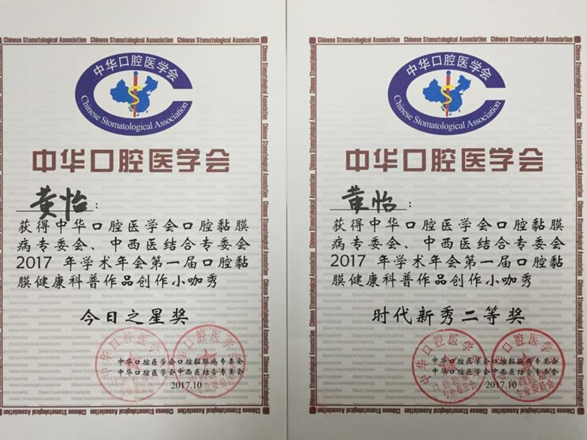 Chinese Stomatological Association Chinese Stomatological Association
中华口腔医学会
Chinese Stomatological Association
中华口腔医学会
黄怡:
获得中华口腔医学会口腔黏膜
病专委会、中西医结合专委会
2017 年学术年会第一届口腔黏
膜健康科普作品创作小咖秀
今日之星奖
中华口腔医学会口腔黏膜病专委会
中华口腔医学会中西医结合专委会
2017.10
Chinese Stomatological Association Chinese Stomatological Association
中华口腔医学会
Chinese Stomatological Association
中华口腔医学会
黄怡:
获得中华口腔医学会口腔黏膜
病专委会、中西医结合专委会
2017 年学术年会第一届口腔黏
膜健康科普作品创作小咖秀
时代新秀二等奖
中华口腔医学会口腔黏膜病专委会
中华口腔医学会中西医结合专委会
2017.10